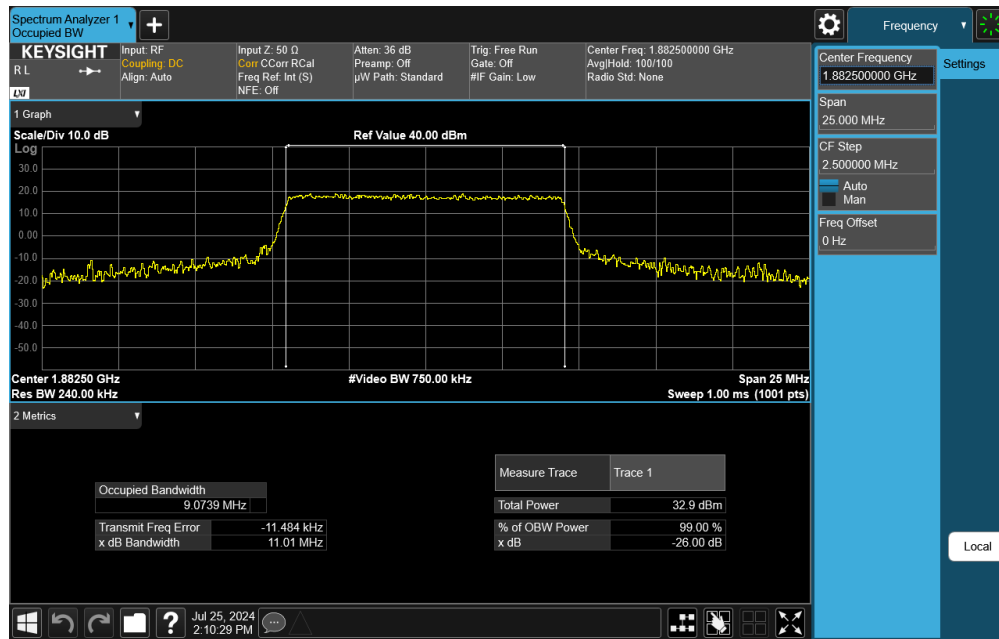 Spectrum Analyzer 1
Occupied BW
Frequency
KEYSIGHT
R L
LXI
Input: RF
Coupling: DC
Align: Auto
Input Z: 50 Ω
Corr CCorr RCal
Freq Ref: Int (S)
NFE: Off
Atten: 36 dB
Preamp: Off
µW Path: Standard
Trig: Free Run
Gate: Off
#IF Gain: Low
Center Freq: 1.882500000 GHz
Avg|Hold: 100/100
Radio Std: None
Center Frequency
1.882500000 GHz
Settings
Span
25.000 MHz
CF Step
2.500000 MHz
Auto
Man
Freq Offset
0 Hz
1 Graph
Scale/Div 10.0 dB
Ref Value 40.00 dBm
Log
30.0
20.0
10.0
0.00
-10.0
-20.0
-30.0
-40.0
-50.0
Center 1.88250 GHz
#Video BW 750.00 kHz
Span 25 MHz
Res BW 240.00 kHz
Sweep 1.00 ms (1001 pts)
2 Metrics
Measure Trace Trace 1
Occupied Bandwidth
9.0739 MHz
Total Power 32.9 dBm
Transmit Freq Error -11.484 kHz
% of OBW Power 99.00 %
x dB Bandwidth 11.01 MHz
x dB -26.00 dB
Local
?
Jul 25, 2024
2:10:29 PM